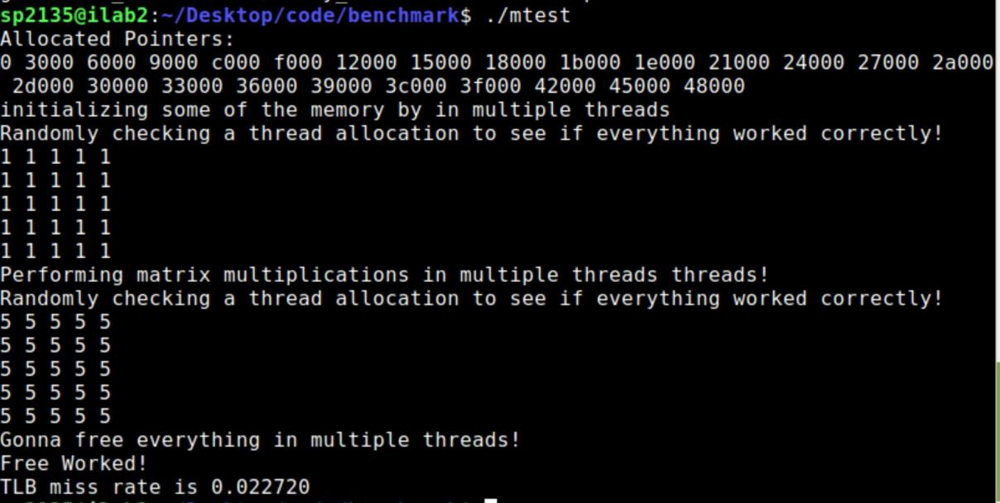 sp2135@ilab2:~/Desktop/code/benchmark$ ./mtest
Allocated Pointers:
0 3000 6000 9000 c000 f000 12000 15000 18000 1b000 1e000 21000 24000 27000 2a000
2d000 30000 33000 36000 39000 3c000 3f000 42000 45000 48000
initializing some of the memory by in multiple threads
Randomly checking a thread allocation to see if everything worked correctly!
1 1 1 1 1
1 1 1 1 1
1 1 1 1 1
1 1 1 1 1
1 1 1 1 1
Performing matrix multiplications in multiple threads threads!
Randomly checking a thread allocation to see if everything worked correctly!
5 5 5 5 5
5 5 5 5 5
5 5 5 5 5
5 5 5 5 5
5 5 5 5 5
Gonna free everything in multiple threads!
Free Worked!
TLB miss rate is 0.022720